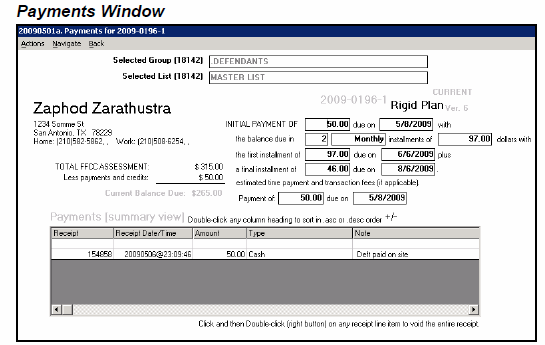 Payments Window
20090501a. Payments for 2009-0196-1
Actions Navigate Back
Selected Group (18142) .DEFENDANTS
Selected List (18142) MASTER LIST
CURRENT
2009-0196-1 Rigid Plan Ver. 6
Zaphod Zarathustra
1234 Somme St
San Antonio, TX 78229
Home: (210)582-5862, , Work: (210)508-6254, ,
INITIAL PAYMENT OF 50.00 due on 5/8/2009 with
the balance due in 2 Monthly instalments of 97.00 dollars with
the first instalment of 97.00 due on 6/6/2009 plus
a final instalment of 46.00 due on 8/6/2009 .
estimated time payment and transaction fees (if applicable).
Payment of: 50.00 due on 5/8/2009
TOTAL FFCC ASSESSMENT: $ 315.00
Less payments and credits: $ 50.00
Current Balance Due: $265.00
Payments (summary view) Double-click any column heading to sort in .asc or .desc order +/-
Receipt Receipt Date/Time Amount Type Note
154858 20090506@23:09:46 50.00 Cash Deft paid on site
Click and then Double-click (right button) on any receipt line item to void the entire receipt.